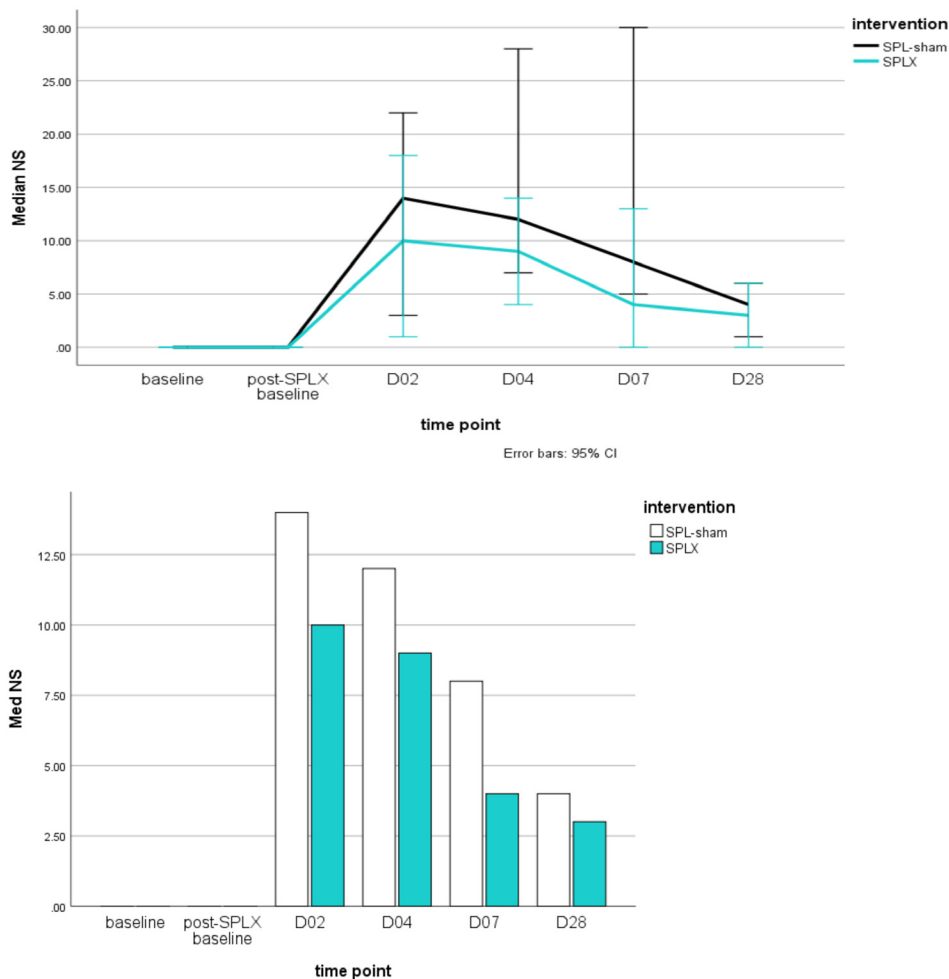 intervention
SPL-sham
SPLX
30.00
25.00
20.00
15.00
10.00
5.00
.00
Median NS
baseline
post-SPLX
baseline
D02
D04
D07
D28
time point
Error bars: 95% CI
intervention
SPL-sham
SPLX
12.50
10.00
7.50
5.00
2.50
.00
Med NS
baseline
post-SPLX
baseline
D02
D04
D07
D28
time point